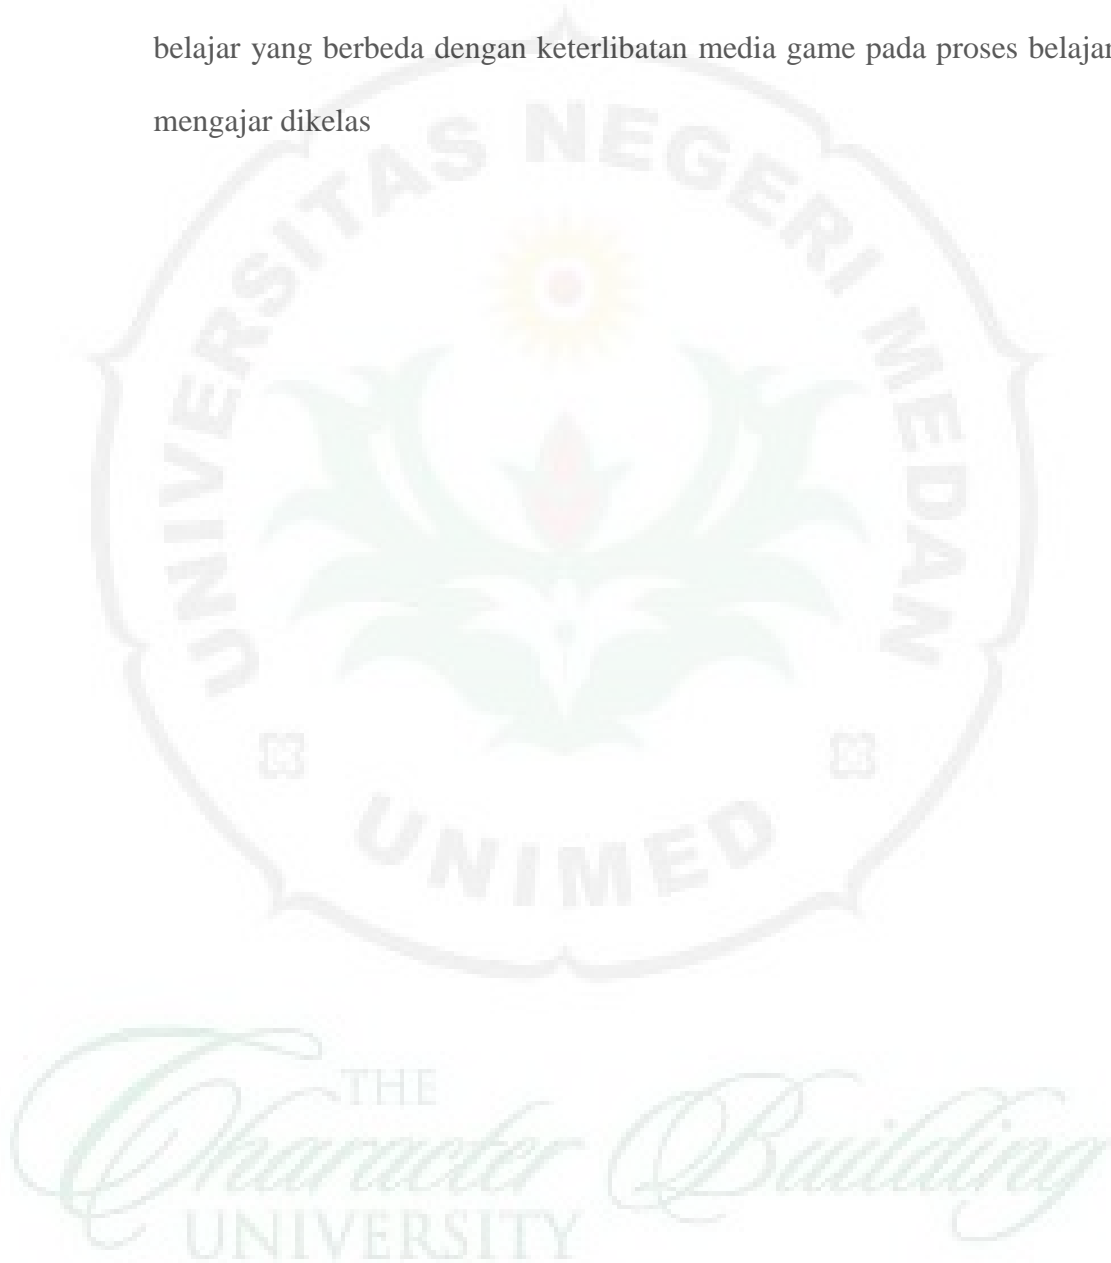 belajar yang berbeda dengan keterlibatan media game pada proses belajar
mengajar dikelas
UNIVERSITAS NEGERI MEDAN
UNIMED
THE
Character Building
UNIVERSITY